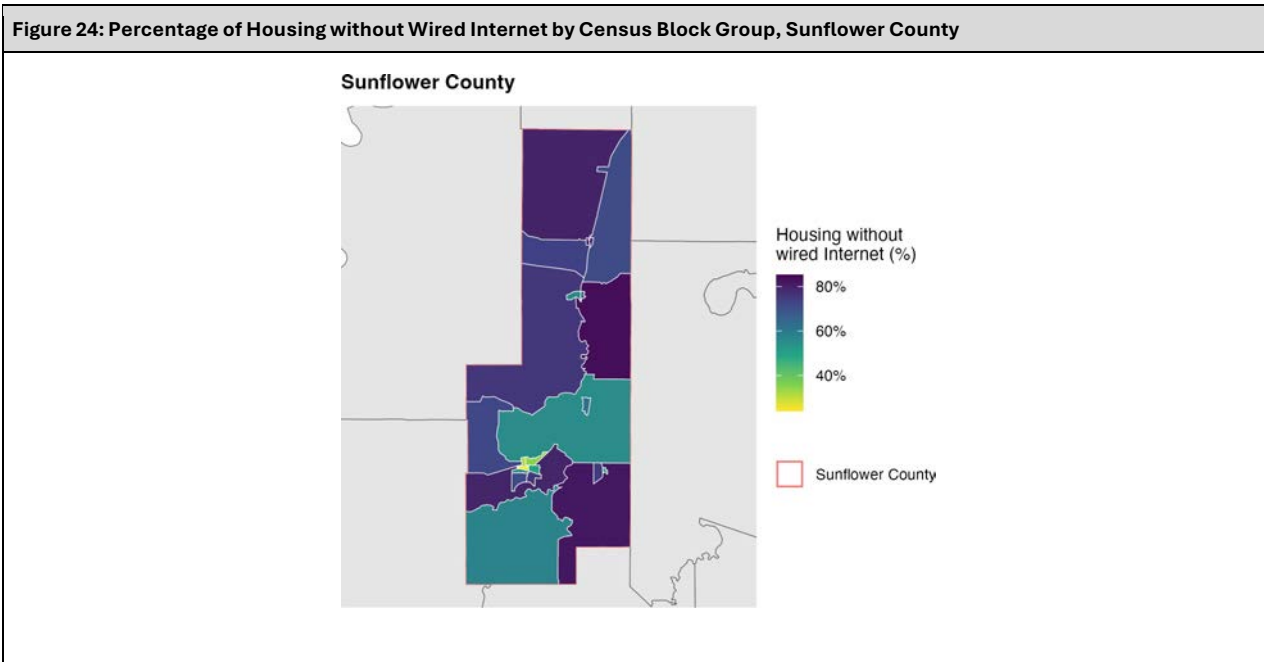 Figure 24: Percentage of Housing without Wired Internet by Census Block Group, Sunflower County
Sunflower County
Housing without
wired Internet (%)
80%
60%
40%
Sunflower County